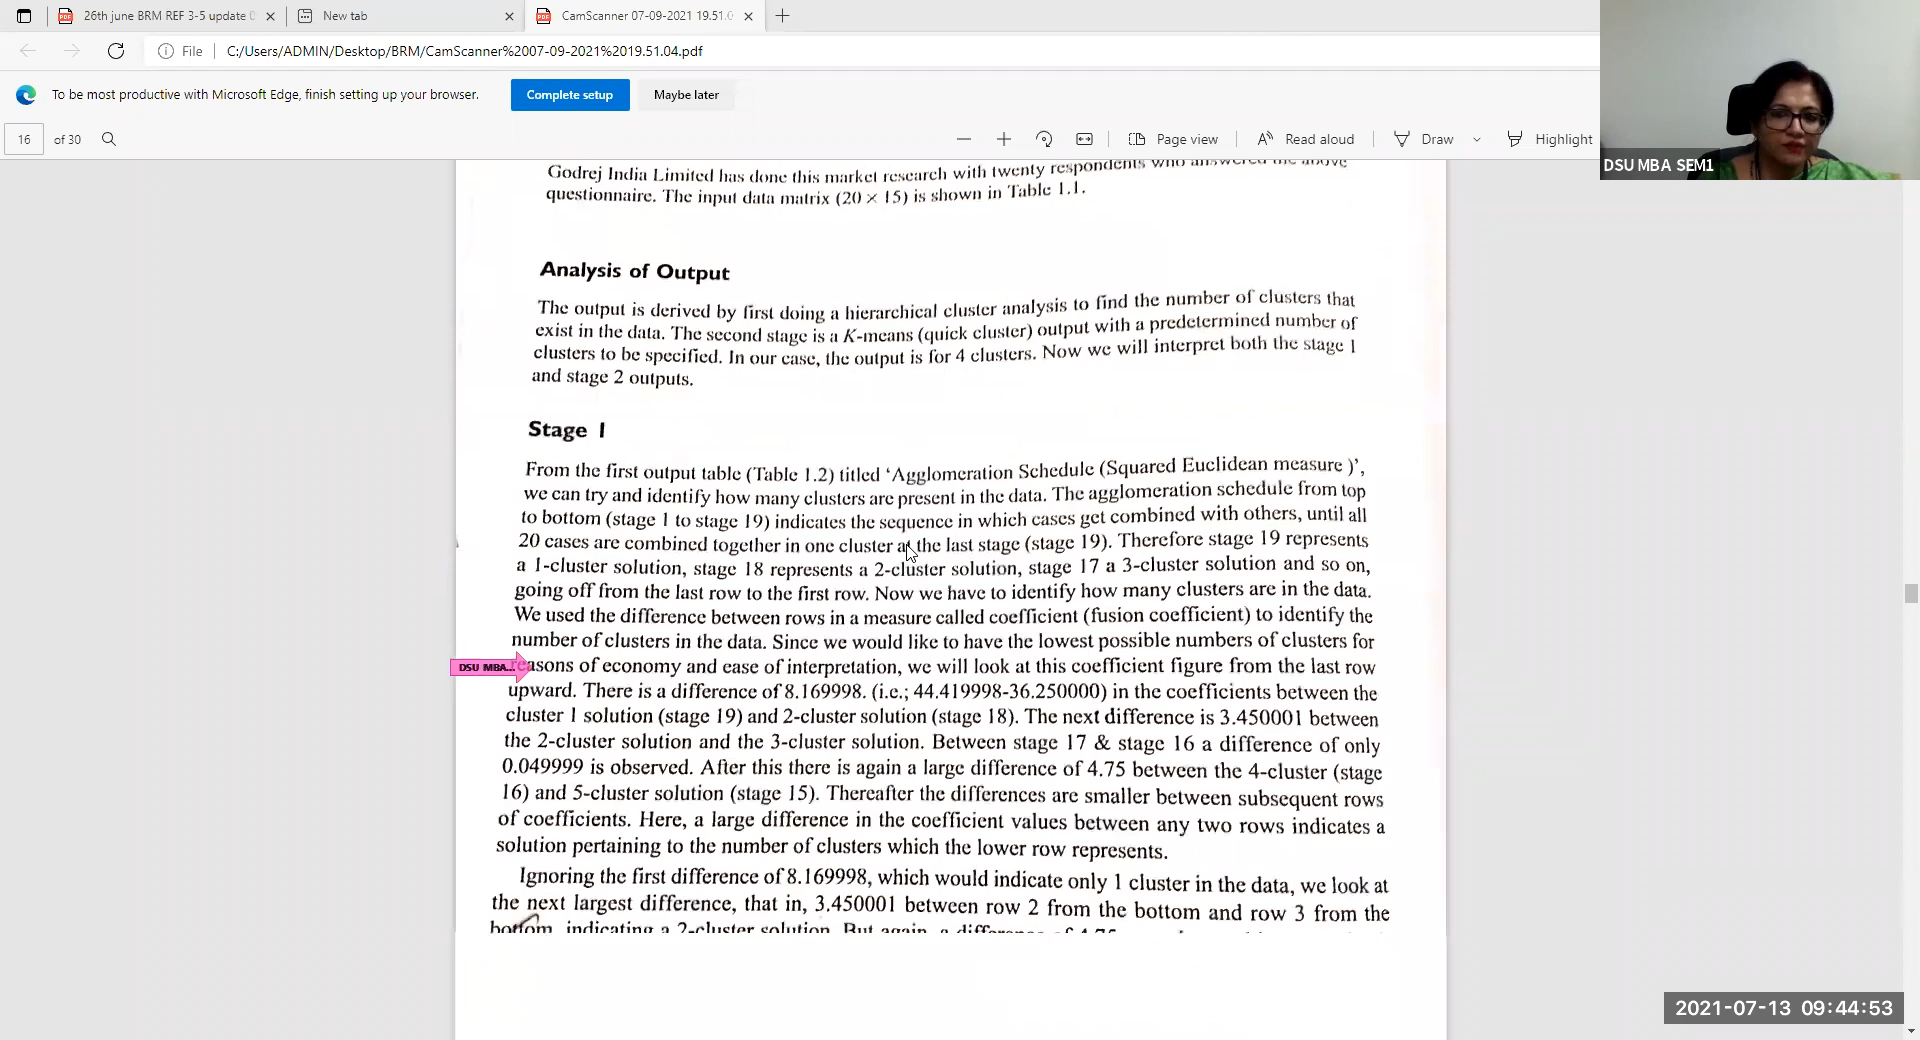 26th june BRM REF 3-5 update
New tab
CamScanner 07-09-2021 19.51.0
File
C:/Users/ADMIN/Desktop/BRM/CamScanner%2007-09-2021%2019.51.04.pdf
To be most productive with Microsoft Edge, finish setting up your browser.
Complete setup
Maybe later
16
of 30
Page view
Read aloud
Draw
Highlight
DSU MBA SEM1
Godrej India Limited has done this market research with twenty respondents who answered the above
questionnaire. The input data matrix (20 × 15) is shown in Table 1.1.
Analysis of Output
The output is derived by first doing a hierarchical cluster analysis to find the number of clusters that
exist in the data. The second stage is a K-means (quick cluster) output with a predetermined number of
clusters to be specified. In our case, the output is for 4 clusters. Now we will interpret both the stage 1
and stage 2 outputs.
Stage 1
From the first output table (Table 1.2) titled ‘Agglomeration Schedule (Squared Euclidean measure )’,
we can try and identify how many clusters are present in the data. The agglomeration schedule from top
to bottom (stage 1 to stage 19) indicates the sequence in which cases get combined with others, until all
20 cases are combined together in one cluster at the last stage (stage 19). Therefore stage 19 represents
a 1-cluster solution, stage 18 represents a 2-cluster solution, stage 17 a 3-cluster solution and so on,
going off from the last row to the first row. Now we have to identify how many clusters are in the data.
We used the difference between rows in a measure called coefficient (fusion coefficient) to identify the
number of clusters in the data. Since we would like to have the lowest possible numbers of clusters for
DSU MBA...
reasons of economy and ease of interpretation, we will look at this coefficient figure from the last row
upward. There is a difference of 8.169998. (i.e.; 44.419998-36.250000) in the coefficients between the
cluster 1 solution (stage 19) and 2-cluster solution (stage 18). The next difference is 3.450001 between
the 2-cluster solution and the 3-cluster solution. Between stage 17 & stage 16 a difference of only
0.049999 is observed. After this there is again a large difference of 4.75 between the 4-cluster (stage
16) and 5-cluster solution (stage 15). Thereafter the differences are smaller between subsequent rows
of coefficients. Here, a large difference in the coefficient values between any two rows indicates a
solution pertaining to the number of clusters which the lower row represents.
Ignoring the first difference of 8.169998, which would indicate only 1 cluster in the data, we look at
the next largest difference, that in, 3.450001 between row 2 from the bottom and row 3 from the
bottom, indicating a 2-cluster solution. But again, a difference of 4.75
2021-07-13 09:44:53